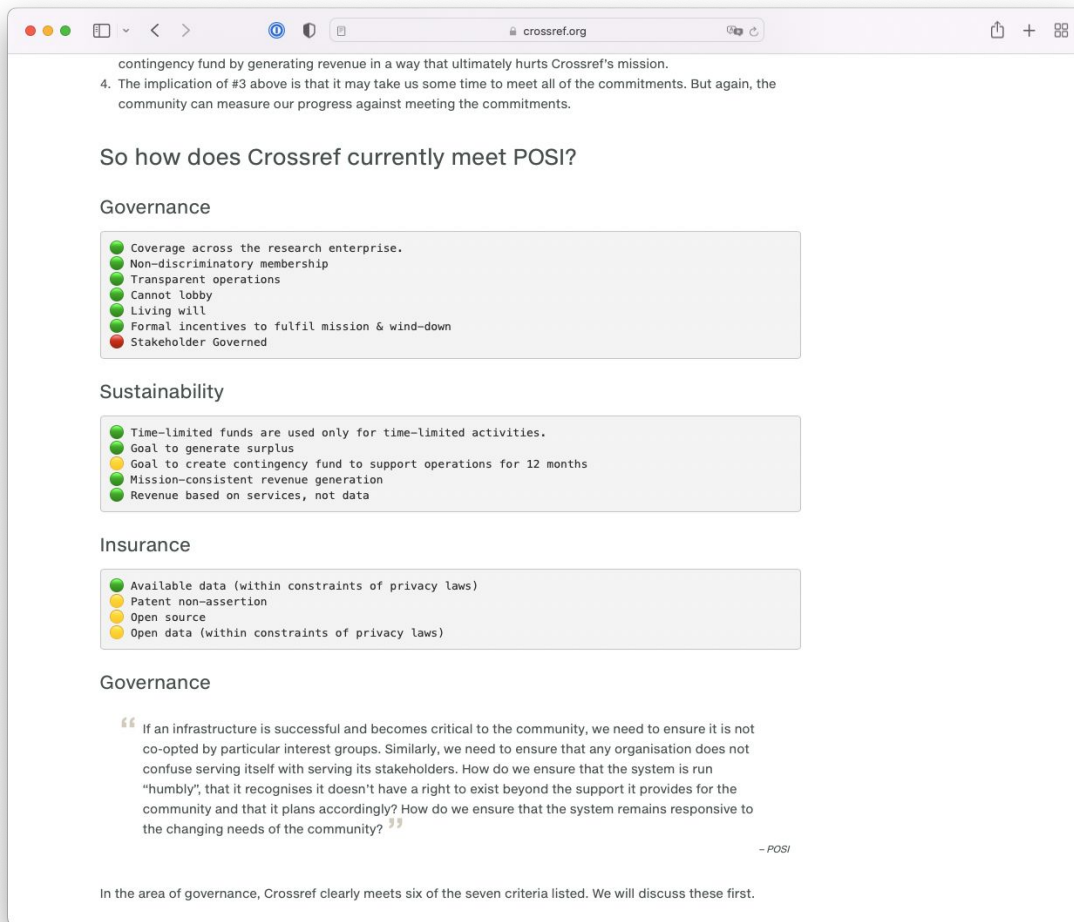 crossref.org
contingency fund by generating revenue in a way that ultimately hurts Crossref's mission.
4. The implication of #3 above is that it may take us some time to meet all of the commitments. But again, the
community can measure our progress against meeting the commitments.
So how does Crossref currently meet POSI?
Governance
Coverage across the research enterprise.
Non-discriminatory membership
Transparent operations
Cannot lobby
Living will
Formal incentives to fulfil mission & wind-down
Stakeholder Governed
Sustainability
Time-limited funds are used only for time-limited activities.
Goal to generate surplus
Goal to create contingency fund to support operations for 12 months
Mission-consistent revenue generation
Revenue based on services, not data
Insurance
Available data (within constraints of privacy laws)
Patent non-assertion
Open source
Open data (within constraints of privacy laws)
Governance
“ If an infrastructure is successful and becomes critical to the community, we need to ensure it is not
co-opted by particular interest groups. Similarly, we need to ensure that any organisation does not
confuse serving itself with serving its stakeholders. How do we ensure that the system is run
“humbly”, that it recognises it doesn't have a right to exist beyond the support it provides for the
community and that it plans accordingly? How do we ensure that the system remains responsive to
the changing needs of the community? ”
– POSI
In the area of governance, Crossref clearly meets six of the seven criteria listed. We will discuss these first.